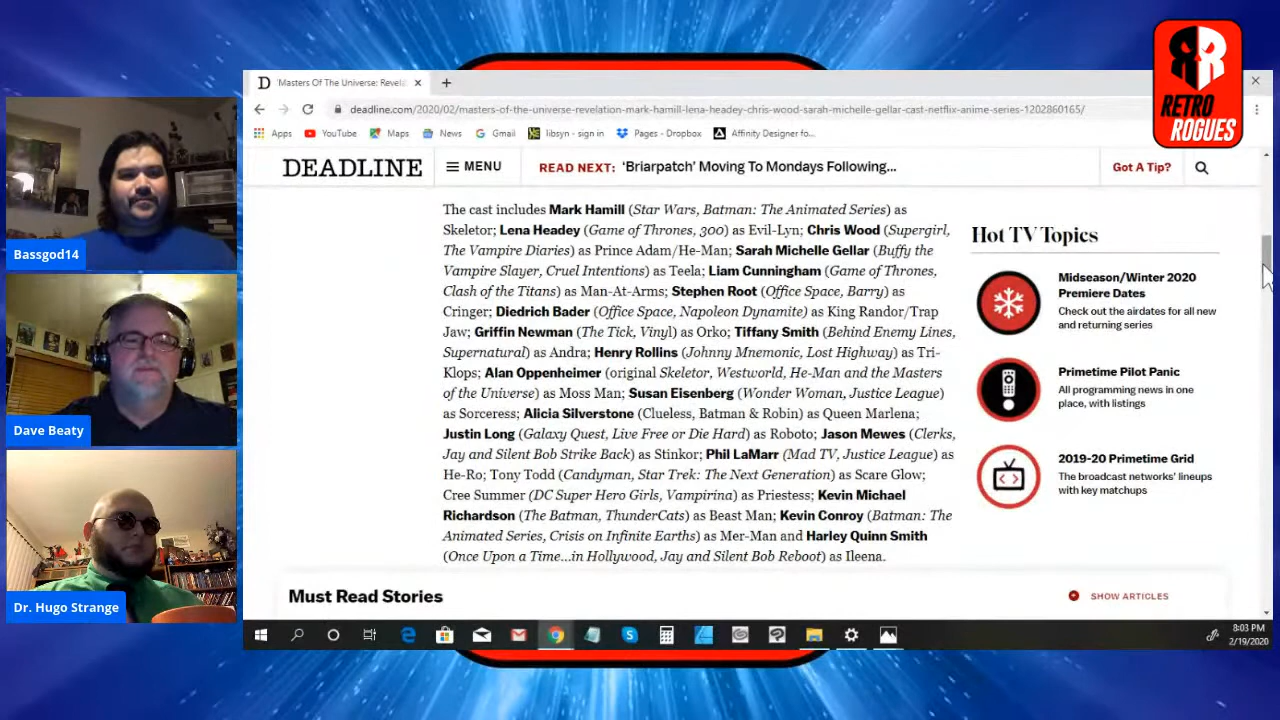 'Masters Of The Universe: Revela
deadline.com/2020/02/masters-of-the-universe-revelation-mark-hamill-lena-headey-chris-wood-sarah-michelle-gellar-cast-netflix-anime-series-1202860165/
Apps YouTube Maps News Gmail libsyn - sign in Pages - Dropbox Affinity Designer fo...
RETRO
ROGUES
DEADLINE
MENU
READ NEXT: 'Briarpatch' Moving To Mondays Following...
Got A Tip?
The cast includes Mark Hamill (Star Wars, Batman: The Animated Series) as
Skeletor; Lena Headey (Game of Thrones, 300) as Evil-Lyn; Chris Wood (Supergirl,
The Vampire Diaries) as Prince Adam/He-Man; Sarah Michelle Gellar (Buffy the
Vampire Slayer, Cruel Intentions) as Teela; Liam Cunningham (Game of Thrones,
Clash of the Titans) as Man-At-Arms; Stephen Root (Office Space, Barry) as
Cringer; Diedrich Bader (Office Space, Napoleon Dynamite) as King Randor/Trap
Jaw; Griffin Newman (The Tick, Vinyl) as Orko; Tiffany Smith (Behind Enemy Lines,
Supernatural) as Andra; Henry Rollins (Johnny Mnemonic, Lost Highway) as Tri-
Klops; Alan Oppenheimer (original Skeletor, Westworld, He-Man and the Masters
of the Universe) as Moss Man; Susan Eisenberg (Wonder Woman, Justice League)
as Sorceress; Alicia Silverstone (Clueless, Batman & Robin) as Queen Marlena;
Justin Long (Galaxy Quest, Live Free or Die Hard) as Roboto; Jason Mewes (Clerks,
Jay and Silent Bob Strike Back) as Stinkor; Phil LaMarr (Mad TV, Justice League) as
He-Ro; Tony Todd (Candyman, Star Trek: The Next Generation) as Scare Glow;
Cree Summer (DC Super Hero Girls, Vampirina) as Priestess; Kevin Michael
Richardson (The Batman, ThunderCats) as Beast Man; Kevin Conroy (Batman: The
Animated Series, Crisis on Infinite Earths) as Mer-Man and Harley Quinn Smith
(Once Upon a Time...in Hollywood, Jay and Silent Bob Reboot) as Ileena.
Hot TV Topics
Midseason/Winter 2020
Premiere Dates
Check out the airdates for all new
and returning series
Primetime Pilot Panic
All programming news in one
place, with listings
2019-20 Primetime Grid
The broadcast networks' lineups
with key matchups
Must Read Stories
SHOW ARTICLES
8:03 PM
2/19/2020
Bassgod14
Dave Beaty
Dr. Hugo Strange